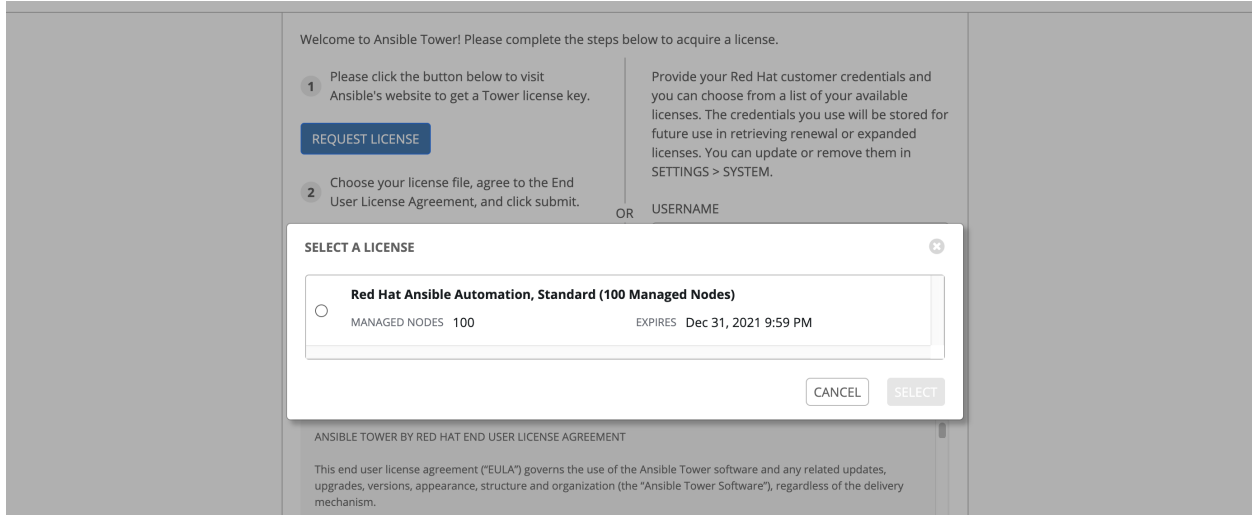 Welcome to Ansible Tower! Please complete the steps below to acquire a license.
1
Please click the button below to visit
Ansible's website to get a Tower license key.
REQUEST LICENSE
2
Choose your license file, agree to the End
User License Agreement, and click submit.
OR
Provide your Red Hat customer credentials and
you can choose from a list of your available
licenses. The credentials you use will be stored for
future use in retrieving renewal or expanded
licenses. You can update or remove them in
SETTINGS > SYSTEM.
USERNAME
SELECT A LICENSE
Red Hat Ansible Automation, Standard (100 Managed Nodes)
MANAGED NODES 100 EXPIRES Dec 31, 2021 9:59 PM
CANCEL SELECT
ANSIBLE TOWER BY RED HAT END USER LICENSE AGREEMENT
This end user license agreement (“EULA”) governs the use of the Ansible Tower software and any related updates,
upgrades, versions, appearance, structure and organization (the “Ansible Tower Software”), regardless of the delivery
mechanism.